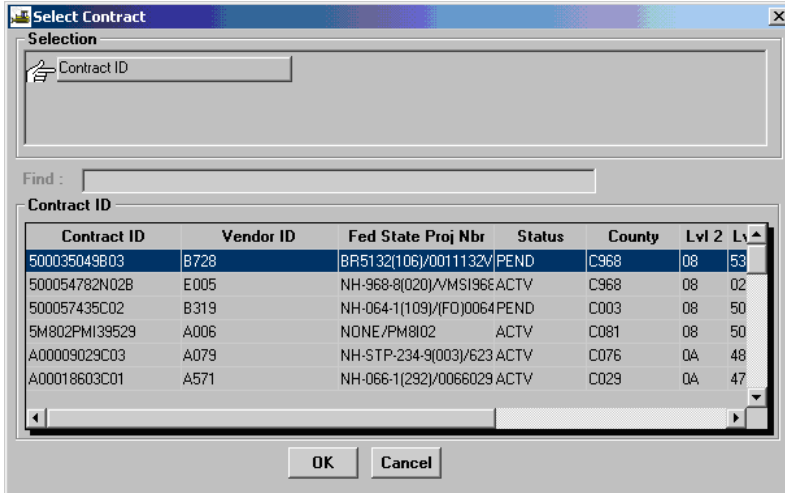 Select Contract
Selection
Contract ID
Find :
Contract ID
Contract ID Vendor ID Fed State Proj Nbr Status County Lvl 2 Lv
500035049B03 B728 BR5132(106)/0011132V PEND C968 08 53
500054782N02B E005 NH-968-8(020)/VMSI968 ACTV C968 08 02
500057435C02 B319 NH-064-1(109)/(FO)0064 PEND C003 08 50
5M802PMI39529 A006 NONE/PM8I02 ACTV C081 08 50
A00009029C03 A079 NH-STP-234-9(003)/623 ACTV C076 0A 48
A00018603C01 A571 NH-066-1(292)/0066029 ACTV C029 0A 47
OK Cancel